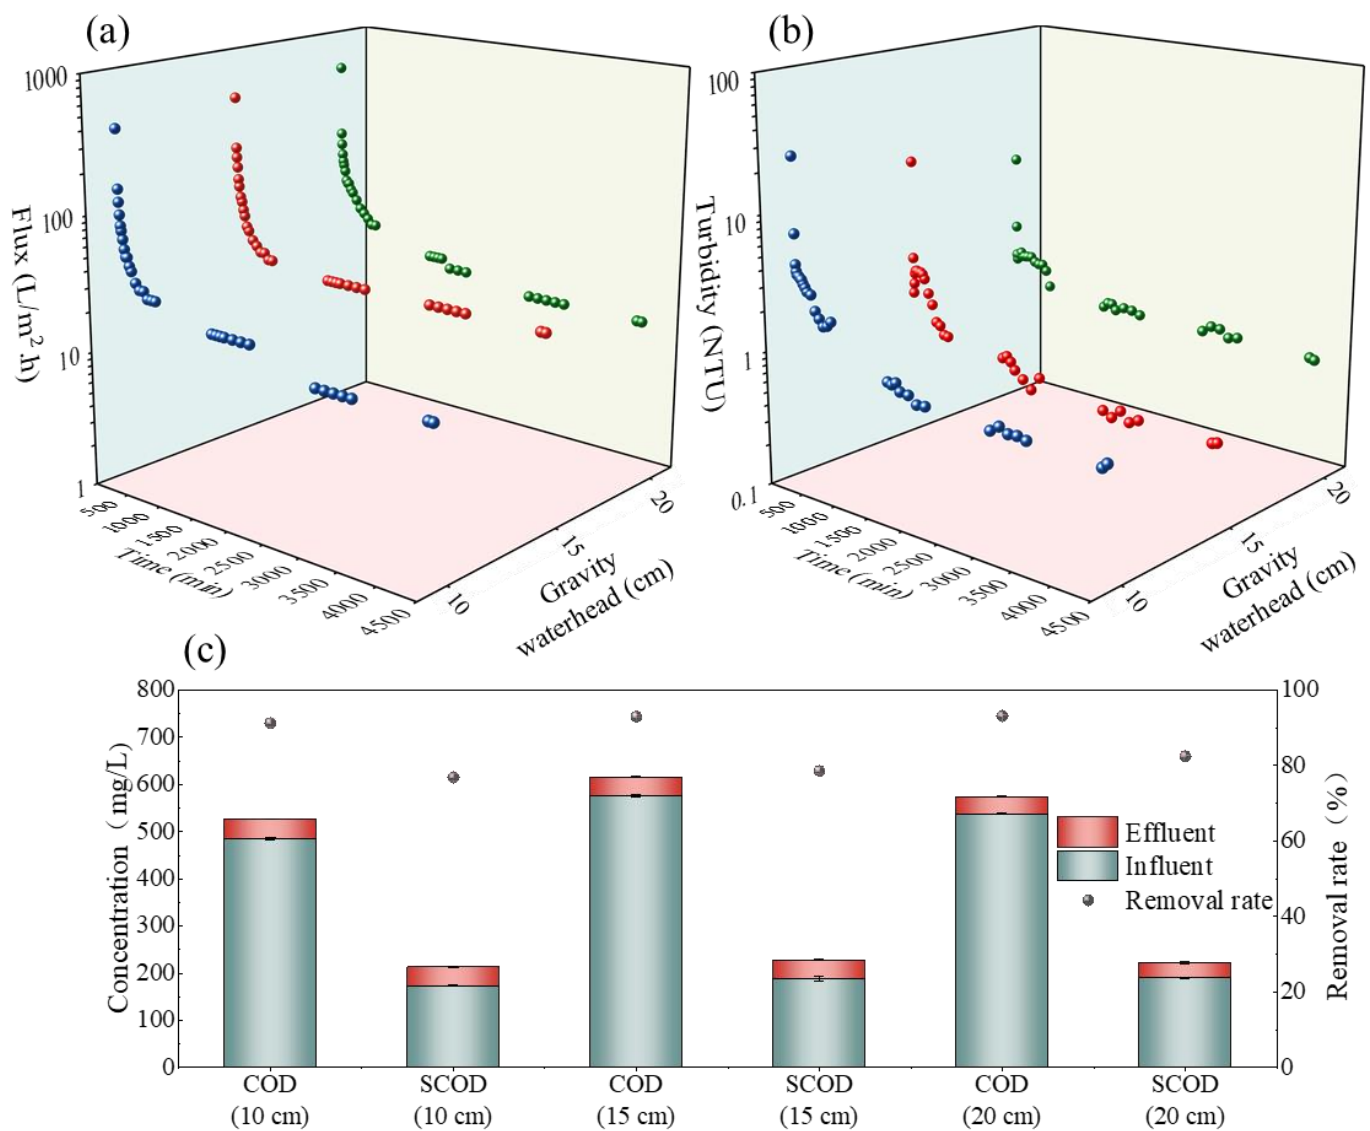 (a)
1000
100
10
1
Flux (L/m² h)
500
1000
1500
2000
2500
3000
3500
4000
4500
Time (min)
10
15
20
Gravity
waterhead (cm)
(b)
100
10
1
0.1
Turbidity (NTU)
500
1000
1500
2000
2500
3000
3500
4000
4500
Time (min)
10
15
20
Gravity
waterhead (cm)
(c)
800
700
600
500
400
300
200
100
0
Concentration (mg/L)
100
80
60
40
20
0
Removal rate (%)
Effluent
Influent
Removal rate
COD
(10 cm)
SCOD
(10 cm)
COD
(15 cm)
SCOD
(15 cm)
COD
(20 cm)
SCOD
(20 cm)